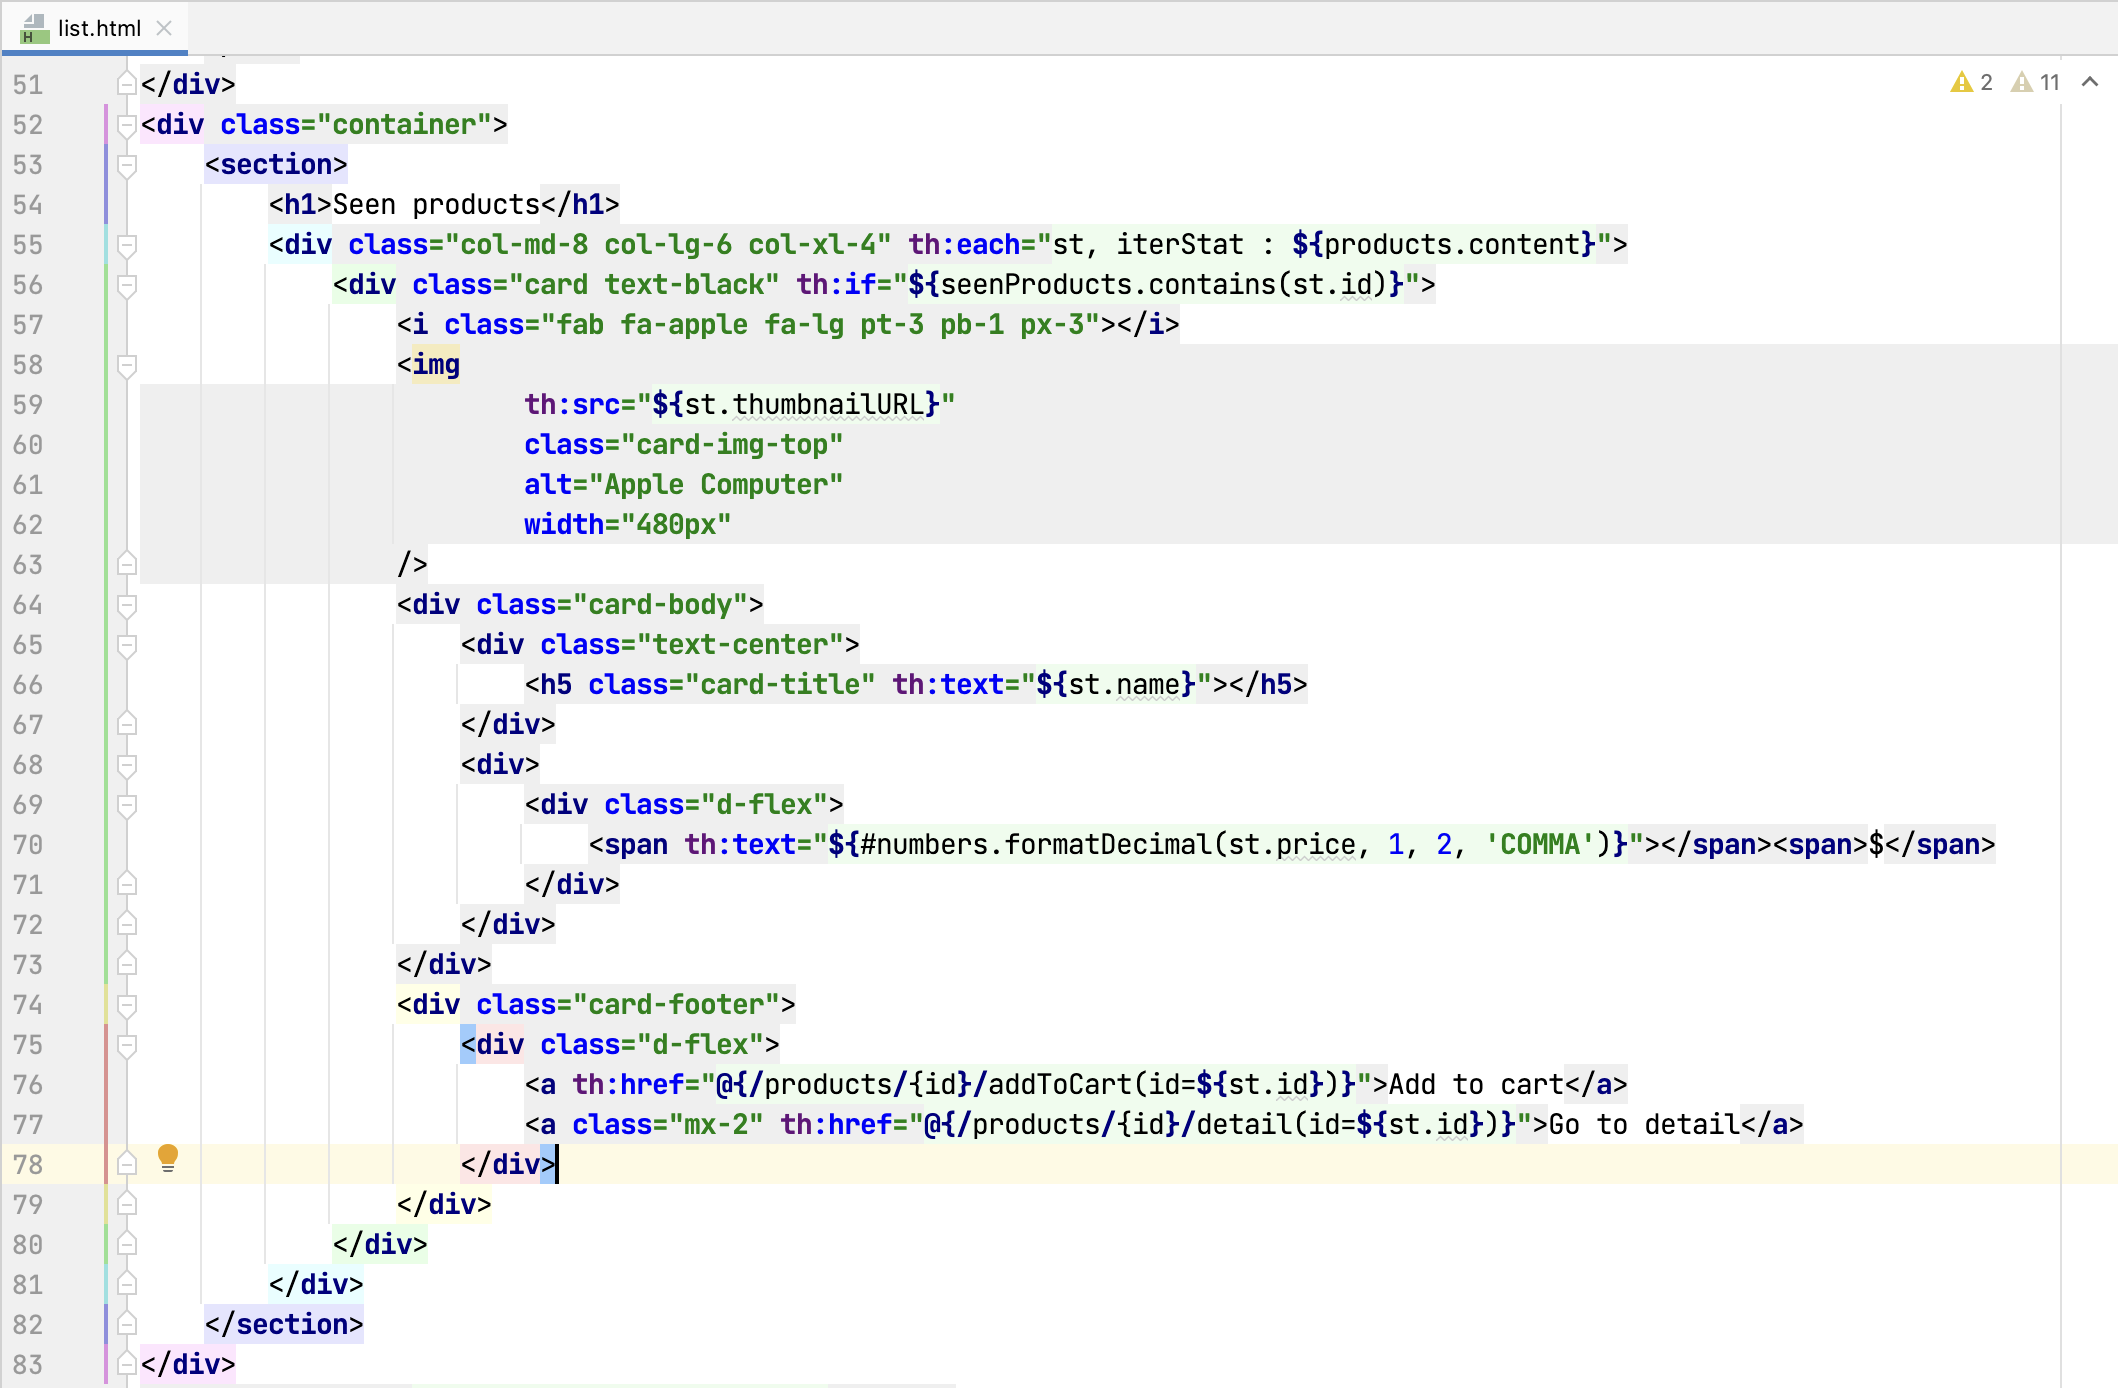 list.html
2 11
51 </div>
52 <div class="container">
53 <section>
54 <h1>Seen products</h1>
55 <div class="col-md-8 col-lg-6 col-xl-4" th:each="st, iterStat : ${products.content}">
56 <div class="card text-black" th:if="${seenProducts.contains(st.id)}">
57 <i class="fab fa-apple fa-lg pt-3 pb-1 px-3"></i>
58 <img
59 th:src="${st.thumbnailURL}"
60 class="card-img-top"
61 alt="Apple Computer"
62 width="480px"
63 />
64 <div class="card-body">
65 <div class="text-center">
66 <h5 class="card-title" th:text="${st.name}"></h5>
67 </div>
68 <div>
69 <div class="d-flex">
70 <span th:text="${#numbers.formatDecimal(st.price, 1, 2, 'COMMA')}"></span><span>$</span>
71 </div>
72 </div>
73 </div>
74 <div class="card-footer">
75 <div class="d-flex">
76 <a th:href="@{/products/{id}/addToCart(id=${st.id})}">Add to cart</a>
77 <a class="mx-2" th:href="@{/products/{id}/detail(id=${st.id})}">Go to detail</a>
78 </div>
79 </div>
80 </div>
81 </div>
82 </section>
83 </div>